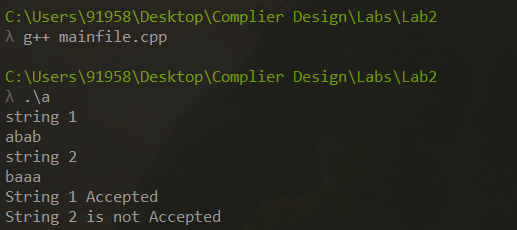 C:\Users\91958\Desktop\Complier Design\Labs\Lab2
λ g++ mainfile.cpp
C:\Users\91958\Desktop\Complier Design\Labs\Lab2
λ .\a
string 1
abab
string 2
baaa
String 1 Accepted
String 2 is not Accepted